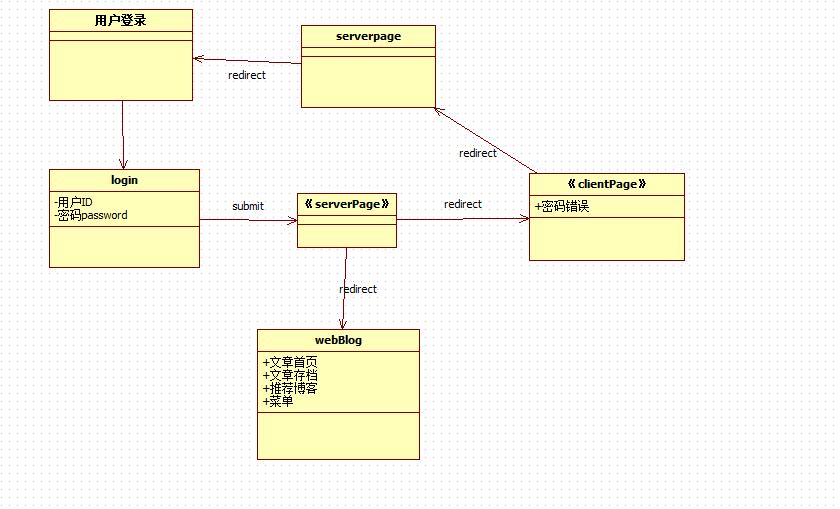 用户登录
serverpage
redirect
redirect
login
-用户ID
-密码password
submit
《serverPage》
redirect
《clientPage》
+密码错误
redirect
webBlog
+文章首页
+文章存档
+推荐博客
+菜单